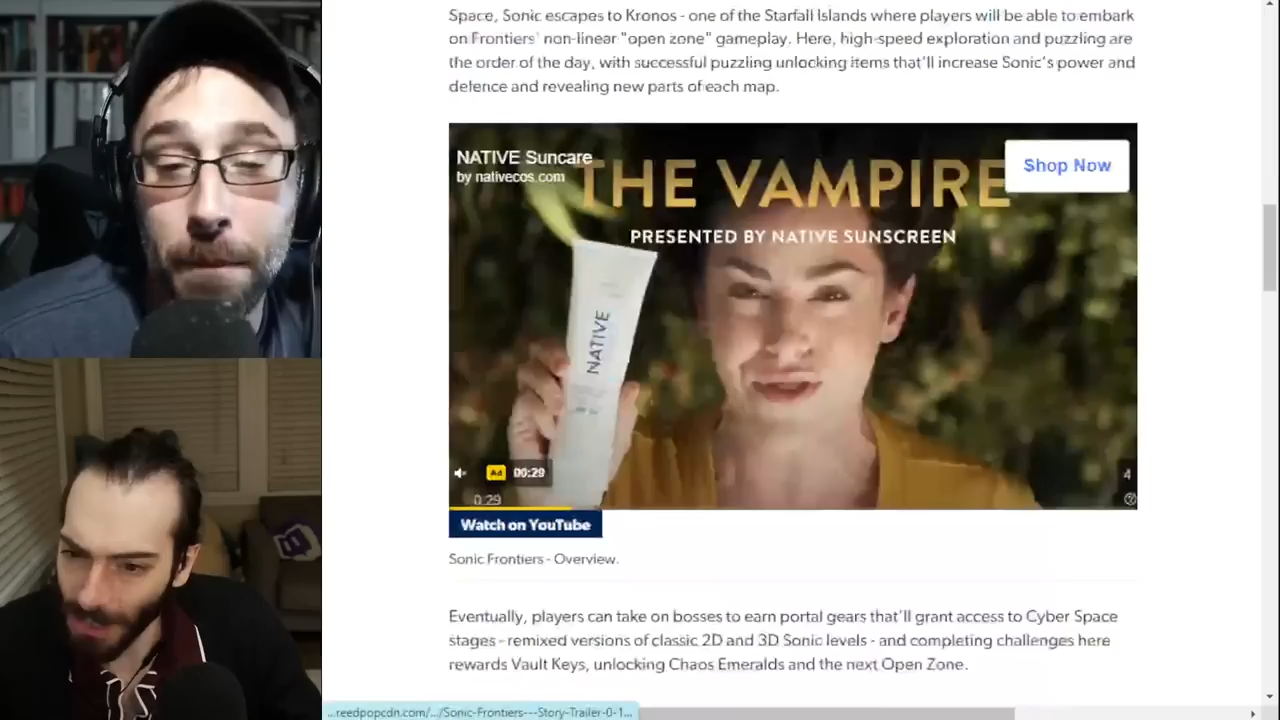 Space, Sonic escapes to Kronos - one of the Starfall Islands where players will be able to embark
on Frontiers' non-linear "open zone" gameplay. Here, high-speed exploration and puzzling are
the order of the day, with successful puzzling unlocking items that'll increase Sonic's power and
defence and revealing new parts of each map.
NATIVE Suncare
by nativecos.com
THE VAMPIRE
Shop Now
PRESENTED BY NATIVE SUNSCREEN
NATIVE
Ad 00:29
4
0:29
Watch on YouTube
Sonic Frontiers - Overview.
Eventually, players can take on bosses to earn portal gears that'll grant access to Cyber Space
stages - remixed versions of classic 2D and 3D Sonic levels - and completing challenges here
rewards Vault Keys, unlocking Chaos Emeralds and the next Open Zone.
...reedpopcdn.com/.../Sonic-Frontiers---Story-Trailer-0-1...